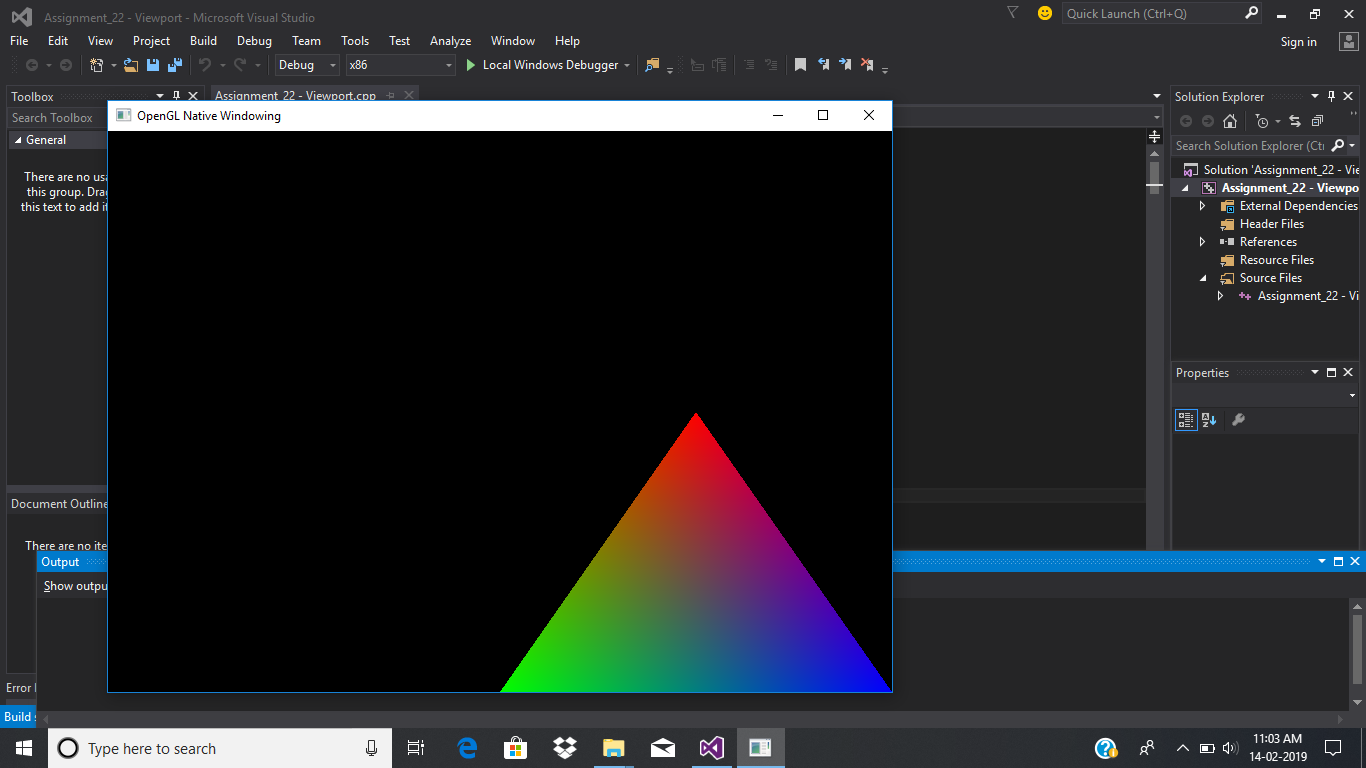 Assignment_22 - Viewport - Microsoft Visual Studio
Quick Launch (Ctrl+Q)
File Edit View Project Build Debug Team Tools Test Analyze Window Help
Sign in
Debug x86 Local Windows Debugger
Toolbox
Search Toolbox
General
There are no
this group.
this text to add
Assignment_22 - Viewport.cpp
OpenGL Native Windowing
Solution Explorer
Search Solution Explorer (Ctr
Solution 'Assignment_22 - Vie
Assignment_22 - Viewpo
External Dependencies
Header Files
References
Resource Files
Source Files
Assignment_22 - Vi
Properties
Document Outline
There are no
Output
Show outpu
Error
Build
Type here to search
11:03 AM
14-02-2019